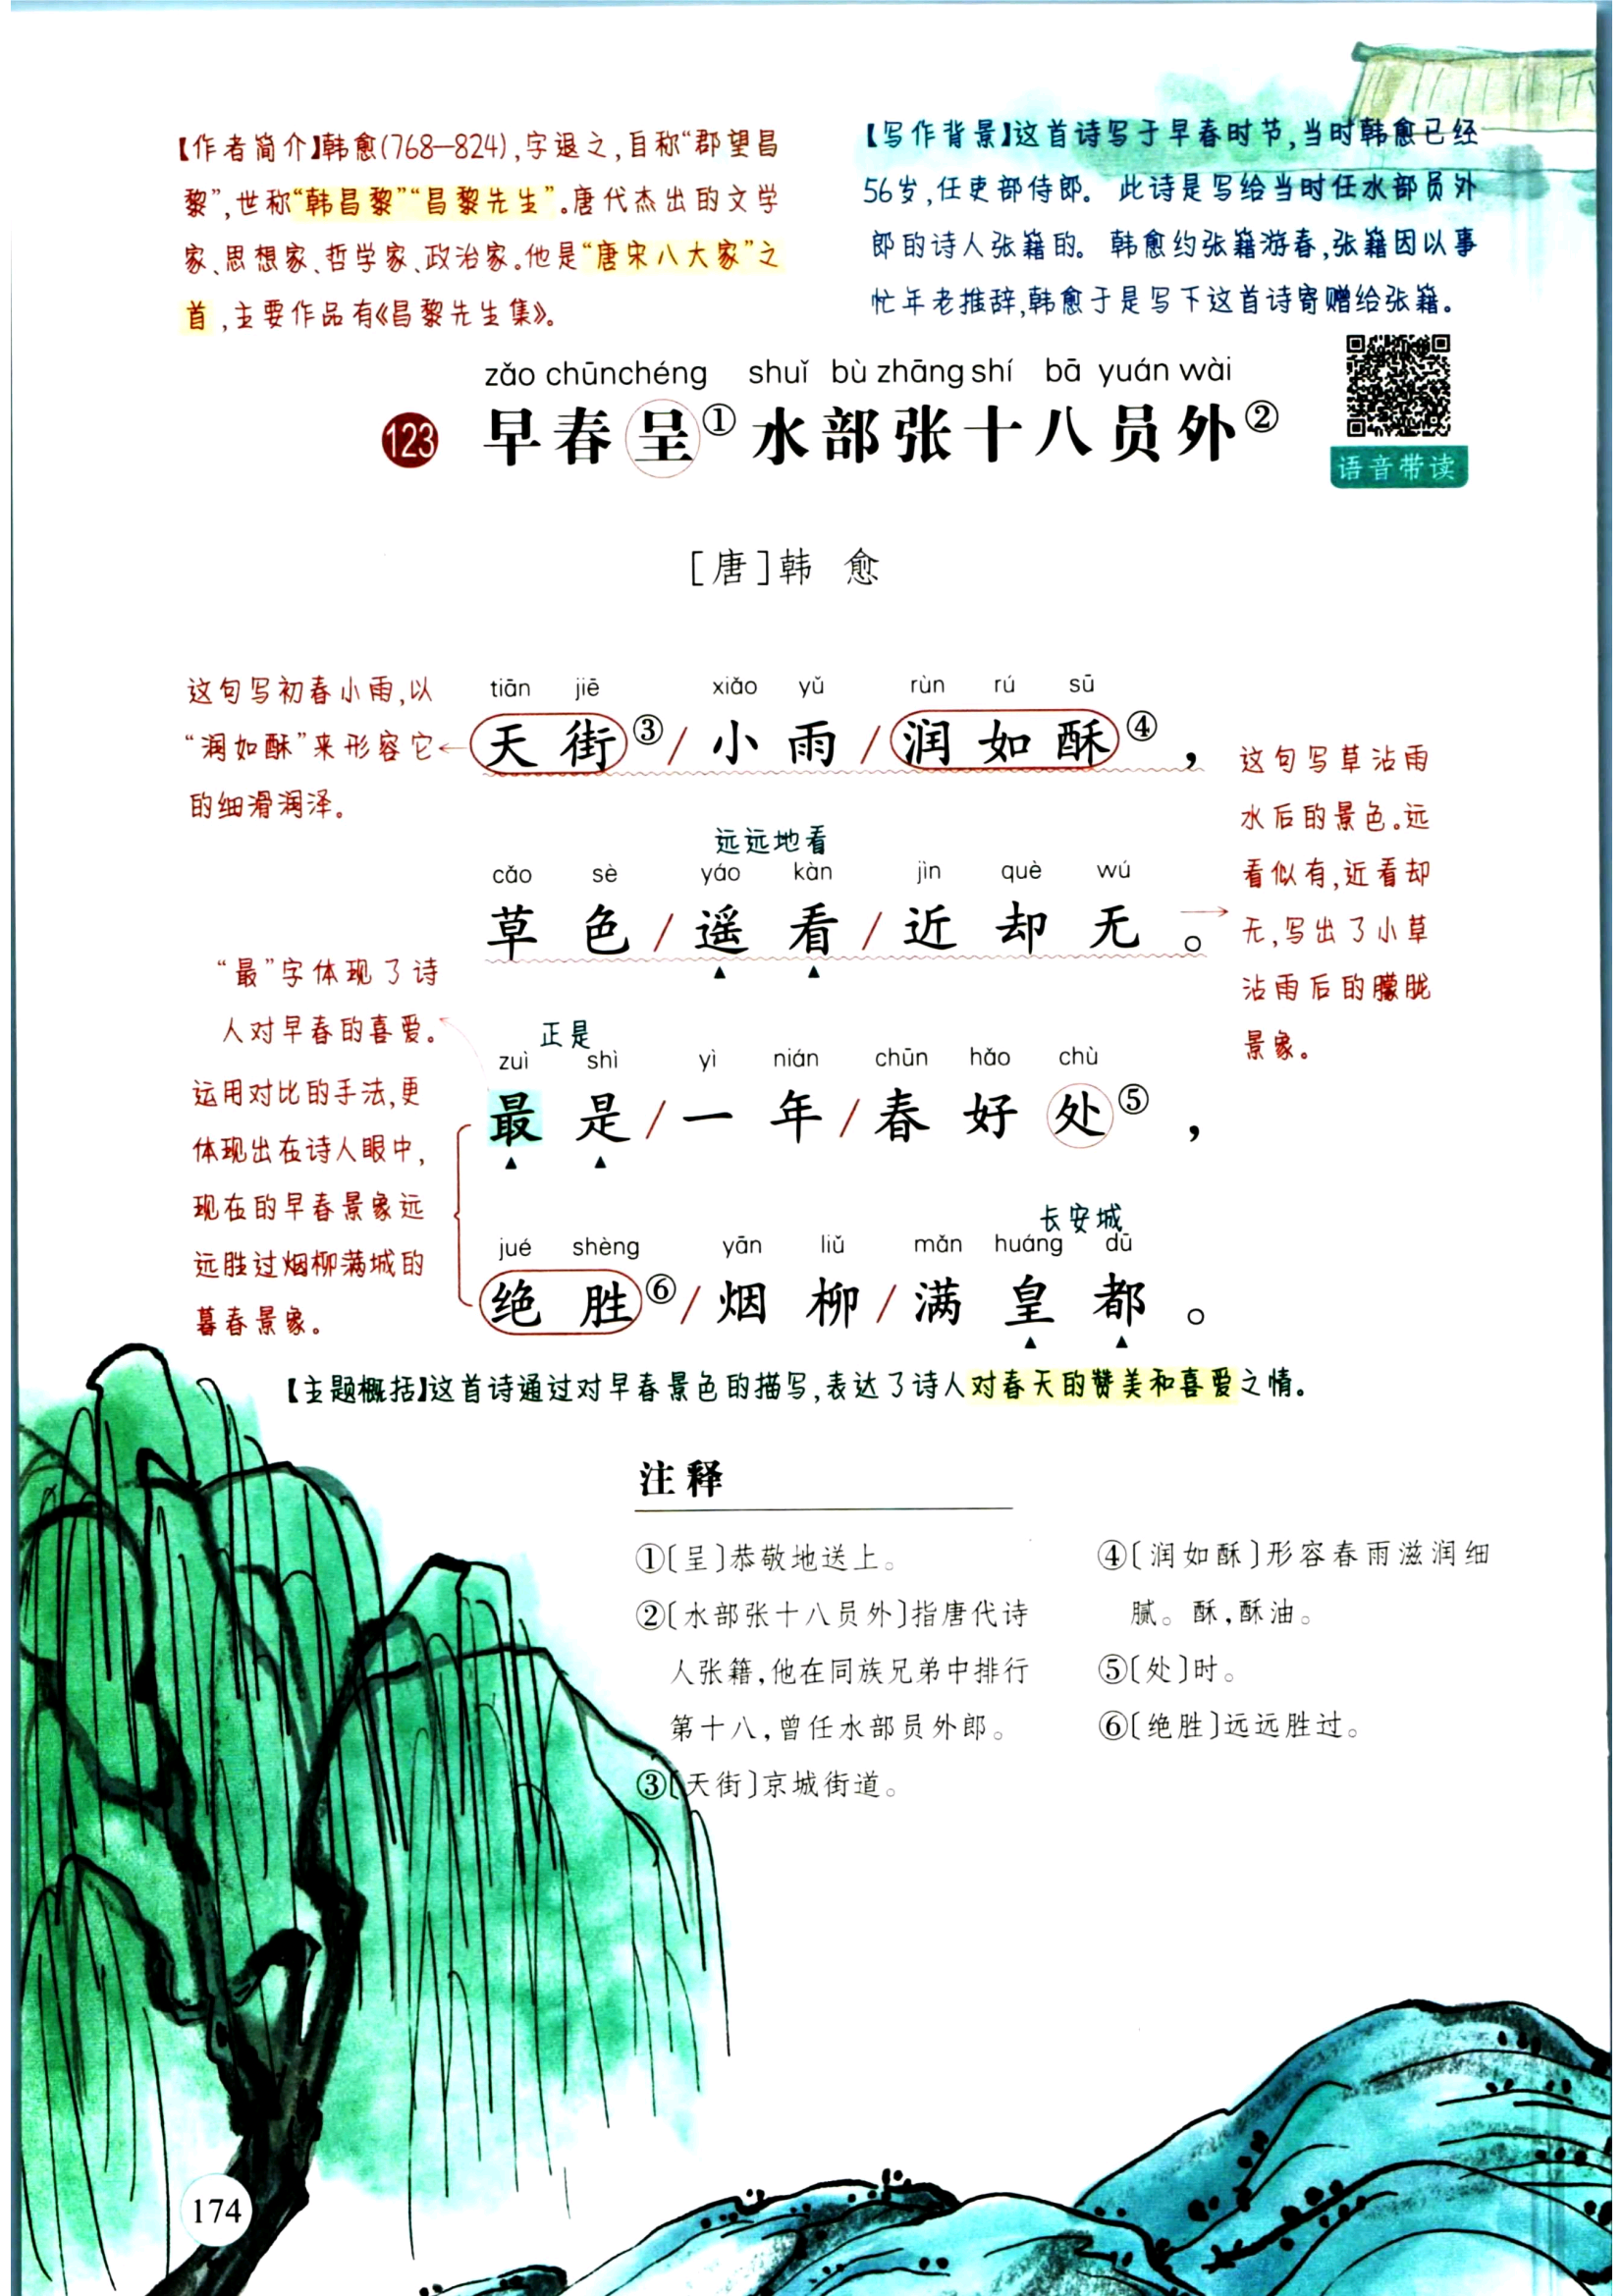 【作者简介】韩愈(768—824),字退之,自称“郡望昌
黎”,世称“韩昌黎”“昌黎先生”。唐代杰出的文学
家、思想家、哲学家、政治家。他是“唐宋八大家”之
首,主要作品有《昌黎先生集》。
【写作背景】这首诗写于早春时节,当时韩愈已经
56岁,任吏部侍郎。此诗是写给当时任水部员外
郎的诗人张籍的。韩愈约张籍游春,张籍因以事
忙年老推辞,韩愈于是写下这首诗寄赠给张籍。
zǎo chūnchéng shuǐ bù zhāng shí bā yuán wài
123 早春呈① 水部张十八员外②
语音带读
[唐]韩 愈
这句写初春小雨,以
“润如酥”来形容它
的细滑润泽。
tiān jiē xiǎo yǔ rùn rú sū
天街③/小雨/润如酥④,
这句写草沾雨
水后的景色。远
看似有,近看却
无,写出了小草
沾雨后的朦胧
景象。
远远地看
cǎo sè yáo kàn jìn què wú
草色/遥看/近却无。
“最”字体现了诗
人对早春的喜爱。
正是
zuì shì yì nián chūn hǎo chù
最是/一年/春好处⑤,
运用对比的手法,更
体现出在诗人眼中,
现在的早春景象远
远胜过烟柳满城的
暮春景象。
长安城
jué shèng yān liǔ mǎn huáng dū
绝胜⑥/烟柳/满皇都。
【主题概括】这首诗通过对早春景色的描写,表达了诗人对春天的赞美和喜爱之情。
注释
①〔呈〕恭敬地送上。
②〔水部张十八员外〕指唐代诗
人张籍,他在同族兄弟中排行
第十八,曾任水部员外郎。
③〔天街〕京城街道。
④〔润如酥〕形容春雨滋润细
腻。酥,酥油。
⑤〔处〕时。
⑥〔绝胜〕远远胜过。
174